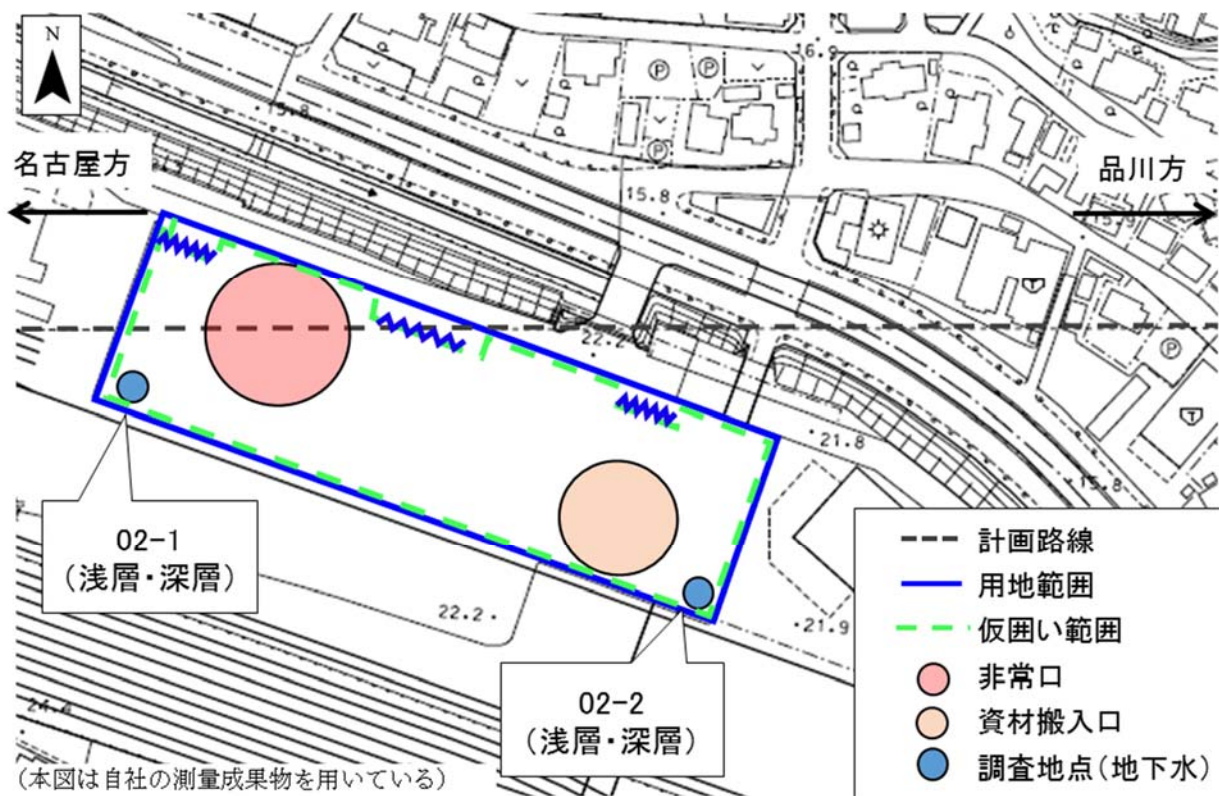 N
名古屋方
品川方
16.9
15.8
P
P
P
15.8
22.2
P
21.8
15.8
02-1
(浅層・深層)
22.2
21.9
02-2
(浅層・深層)
24.4
計画路線
用地範囲
仮囲い範囲
非常口
資材搬入口
調査地点(地下水)
(本図は自社の測量成果物を用いている)